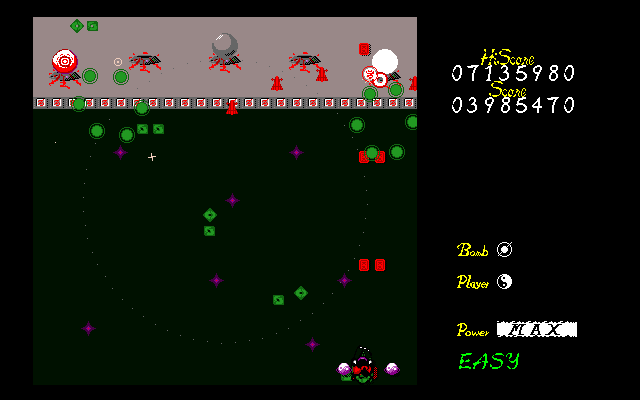 HiScore
07135980
Score
03985470
Bomb
Player
Power MAX
EASY